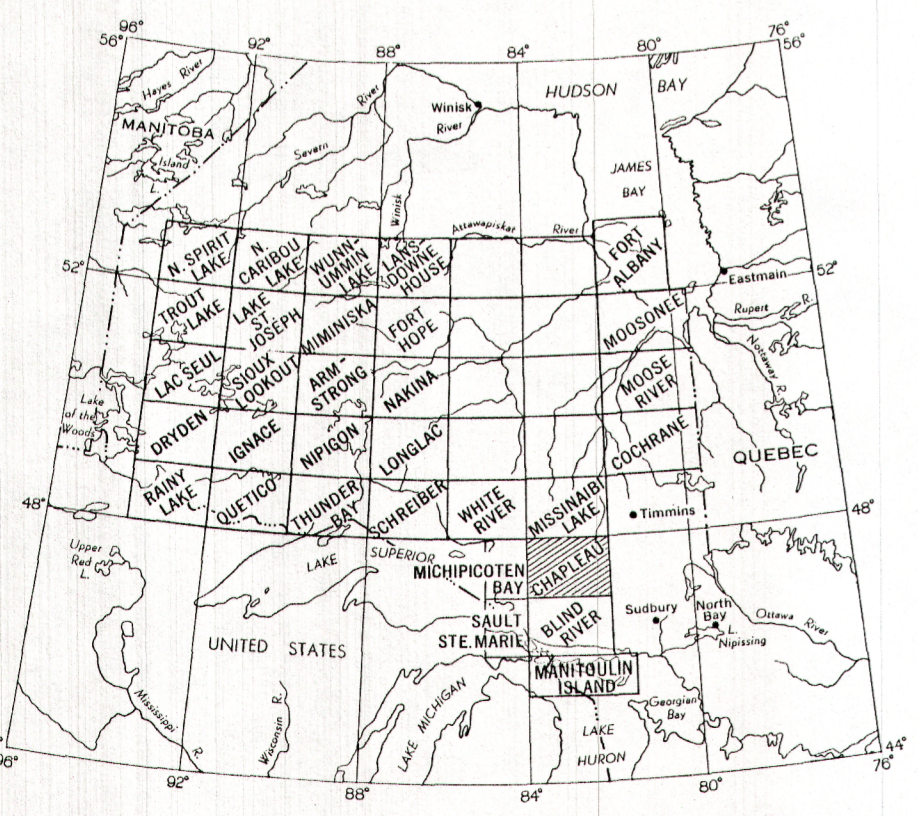 96°
92°
88°
84°
80°
76°
56°
56°
Hayes River
River
Winisk
River
HUDSON
BAY
MANITOBA
Island
L.
Severn
JAMES
BAY
Winisk
Attawapiskat
River
N. SPIRIT
LAKE
N.
CARIBOU
LAKE
WUNN-
UMMIN
LAKE
LANS-
DOWNE
HOUSE
FORT
ALBANY
52°
52°
Eastmain
TROUT
LAKE
LAKE
ST.
JOSEPH
MIMINISKA
FORT
HOPE
MOOSONEE
Rupert R.
Nottaway R.
LAC SEUL
SIOUX
LOOKOUT
ARM-
STRONG
NAKINA
MOOSE
RIVER
Lake
of the
Woods
DRYDEN
IGNACE
NIPIGON
LONGLAC
COCHRANE
QUEBEC
RAINY
LAKE
QUETICO
THUNDER
BAY
SCHREIBER
WHITE
RIVER
MISSINAIBI
LAKE
Timmins
48°
48°
Upper
Red
L.
LAKE SUPERIOR
MICHIPICOTEN
BAY
CHAPLEAU
SAULT
STE. MARIE
BLIND
RIVER
Sudbury
North
Bay
L.
Nipissing
Ottawa River
UNITED STATES
MANITOULIN
ISLAND
Georgian
Bay
Mississippi R.
Wisconsin R.
LAKE MICHIGAN
LAKE
HURON
44°
96°
92°
88°
84°
80°
76°